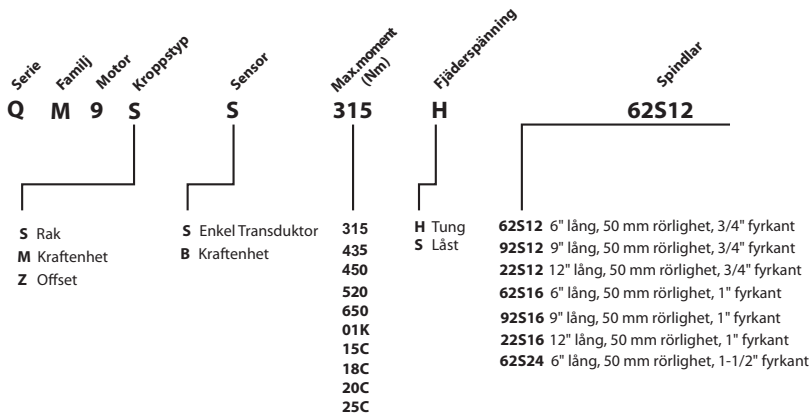 Serie Familj Motor Kroppstyp Sensor Max.moment (Nm) Fjäderspänning Spindlar
Q M 9 S S 315 H 62S12
S Rak
M Kraftenhet
Z Offset
S Enkel Transduktor
B Kraftenhet
315
435
450
520
650
01K
15C
18C
20C
25C
H Tung
S Låst
62S12 6" lång, 50 mm rörlighet, 3/4" fyrkant
92S12 9" lång, 50 mm rörlighet, 3/4" fyrkant
22S12 12" lång, 50 mm rörlighet, 3/4" fyrkant
62S16 6" lång, 50 mm rörlighet, 1" fyrkant
92S16 9" lång, 50 mm rörlighet, 1" fyrkant
22S16 12" lång, 50 mm rörlighet, 1" fyrkant
62S24 6" lång, 50 mm rörlighet, 1-1/2" fyrkant